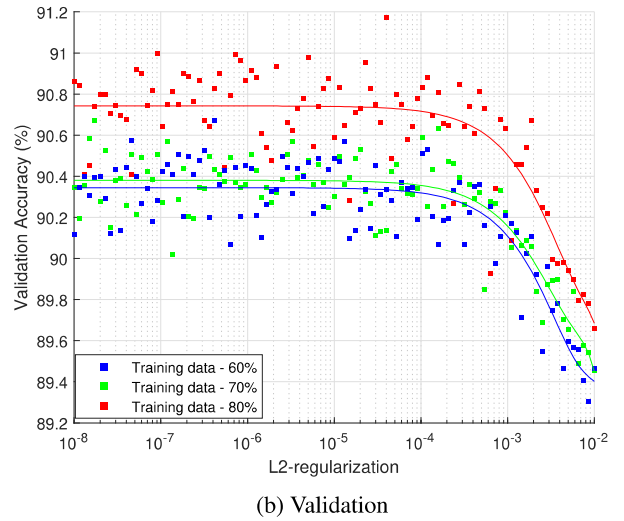 91.2
91
90.8
90.6
90.4
90.2
90
89.8
89.6
89.4
89.2
Validation Accuracy (%)
Training data - 60%
Training data - 70%
Training data - 80%
10^-8 10^-7 10^-6 10^-5 10^-4 10^-3 10^-2
L2-regularization
(b) Validation